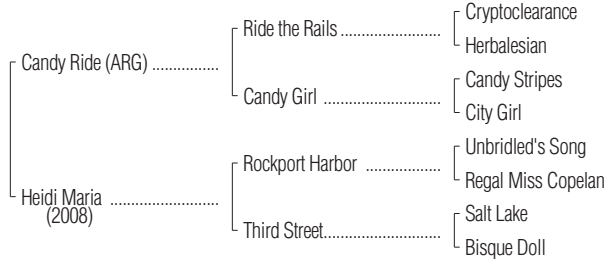 Cryptoclearance
Ride the Rails ....................
Herbalesian
Candy Ride (ARG) ................
Candy Stripes
Candy Girl ............................
City Girl
Unbridled's Song
Rockport Harbor ..................
Regal Miss Copelan
Heidi Maria ..........................
(2008)
Salt Lake
Third Street............................
Bisque Doll